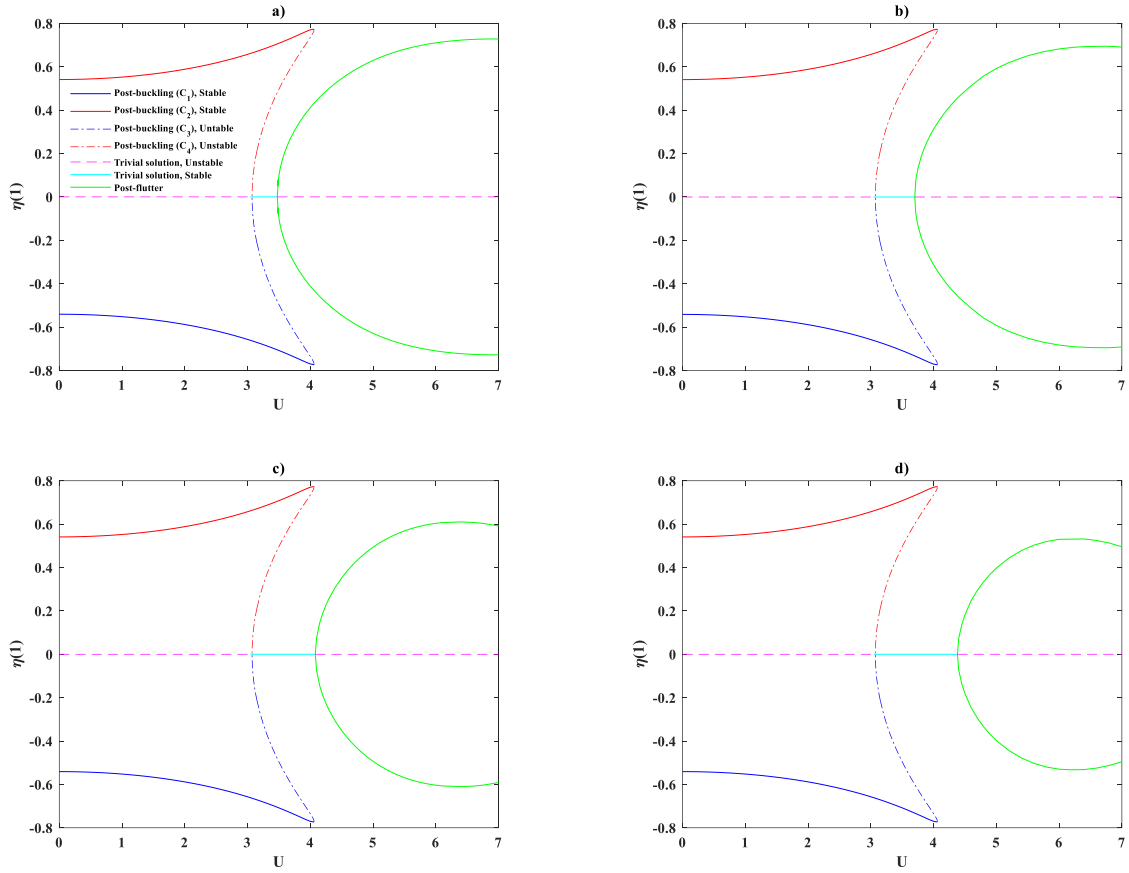 a)
0.8
0.6
0.4
0.2
0
-0.2
-0.4
-0.6
-0.8
η(1)
Post-buckling (C1), Stable
Post-buckling (C2), Stable
Post-buckling (C3), Untable
Post-buckling (C4), Unstable
Trivial solution, Unstable
Trivial solution, Stable
Post-flutter
0 1 2 3 4 5 6 7
U
b)
0.8
0.6
0.4
0.2
0
-0.2
-0.4
-0.6
-0.8
η(1)
0 1 2 3 4 5 6 7
U
c)
0.8
0.6
0.4
0.2
0
-0.2
-0.4
-0.6
-0.8
η(1)
0 1 2 3 4 5 6 7
U
d)
0.8
0.6
0.4
0.2
0
-0.2
-0.4
-0.6
-0.8
η(1)
0 1 2 3 4 5 6 7
U